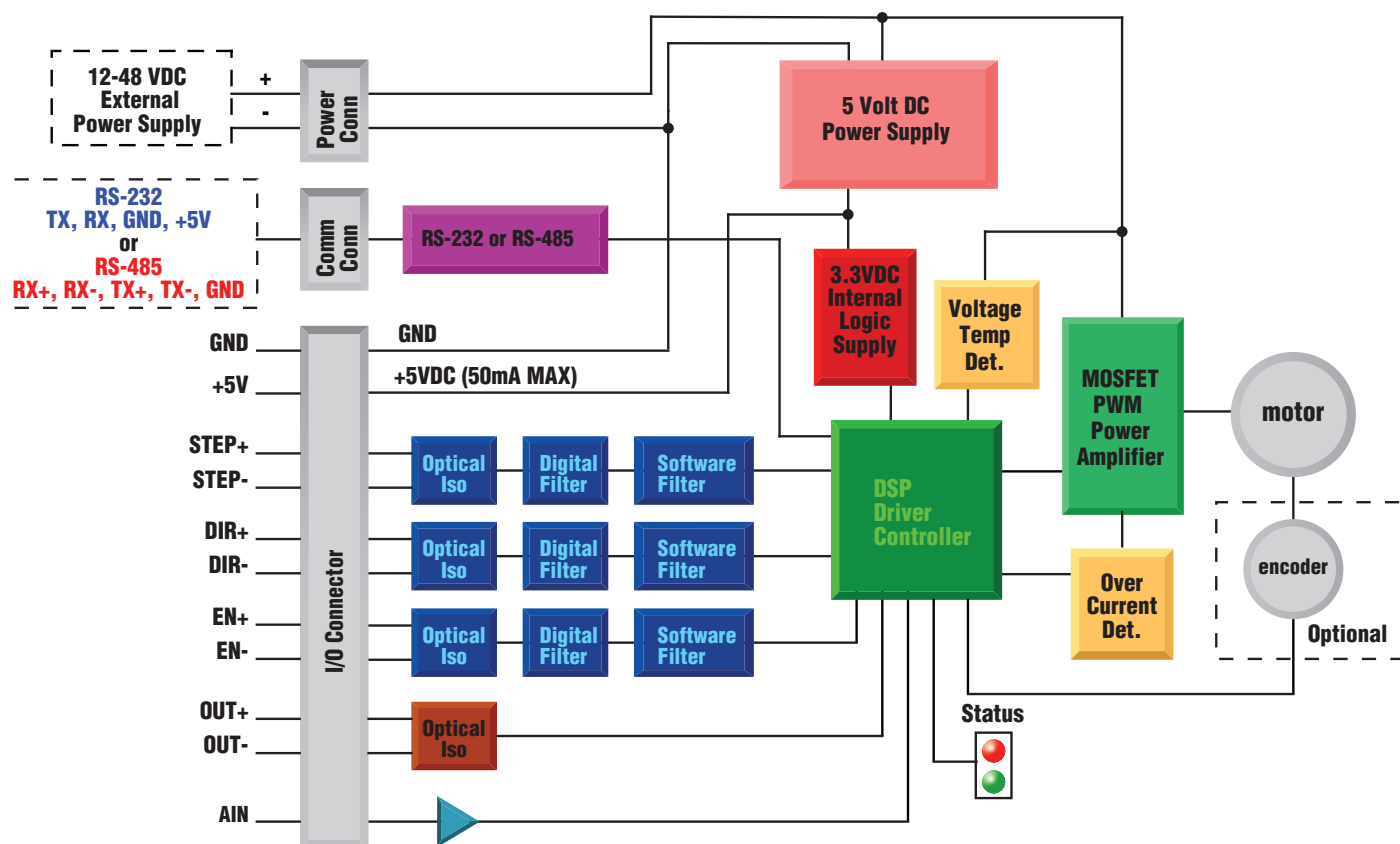 12-48 VDC
External
Power Supply
+
-
Power
Conn
5 Volt DC
Power Supply
RS-232
TX, RX, GND, +5V
or
RS-485
RX+, RX-, TX+, TX-, GND
Comm
Conn
RS-232 or RS-485
3.3VDC
Internal
Logic
Supply
Voltage
Temp
Det.
MOSFET
PWM
Power
Amplifier
motor
GND
GND
+5V
+5VDC (50mA MAX)
I/O Connector
STEP+
STEP-
Optical
Iso
Digital
Filter
Software
Filter
DSP
Driver
Controller
DIR+
DIR-
Optical
Iso
Digital
Filter
Software
Filter
Over
Current
Det.
encoder
Optional
EN+
EN-
Optical
Iso
Digital
Filter
Software
Filter
OUT+
OUT-
Optical
Iso
Status
AIN